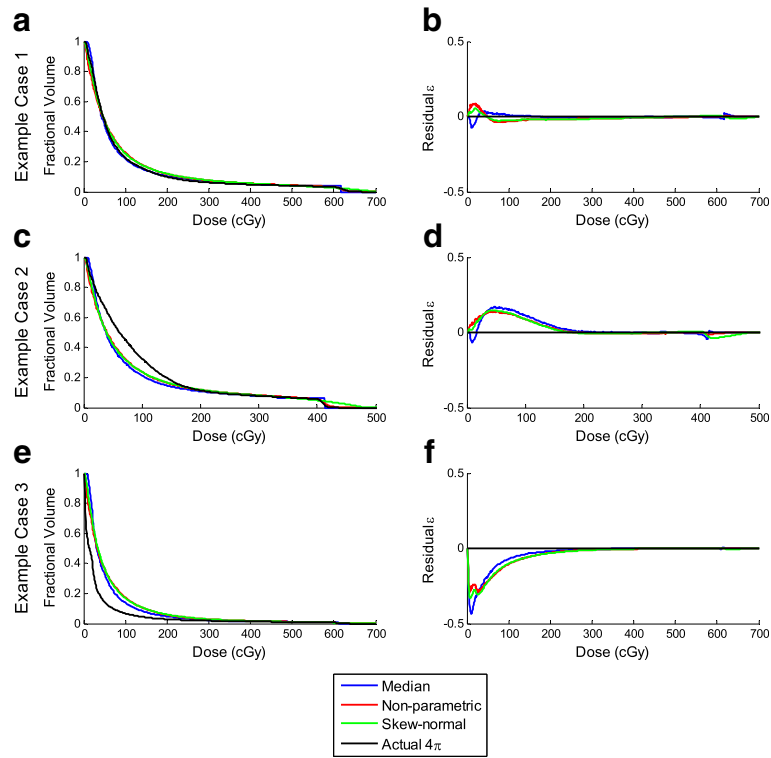 a
b
Example Case 1
Fractional Volume
1
0.8
0.6
0.4
0.2
0
0 100 200 300 400 500 600 700
Dose (cGy)
Residual ε
0.5
0
-0.5
0 100 200 300 400 500 600 700
Dose (cGy)
c
d
Example Case 2
Fractional Volume
1
0.8
0.6
0.4
0.2
0
0 100 200 300 400 500
Dose (cGy)
Residual ε
0.5
0
-0.5
0 100 200 300 400 500
Dose (cGy)
e
f
Example Case 3
Fractional Volume
1
0.8
0.6
0.4
0.2
0
0 100 200 300 400 500 600 700
Dose (cGy)
Residual ε
0.5
0
-0.5
0 100 200 300 400 500 600 700
Dose (cGy)
Median
Non-parametric
Skew-normal
Actual 4π